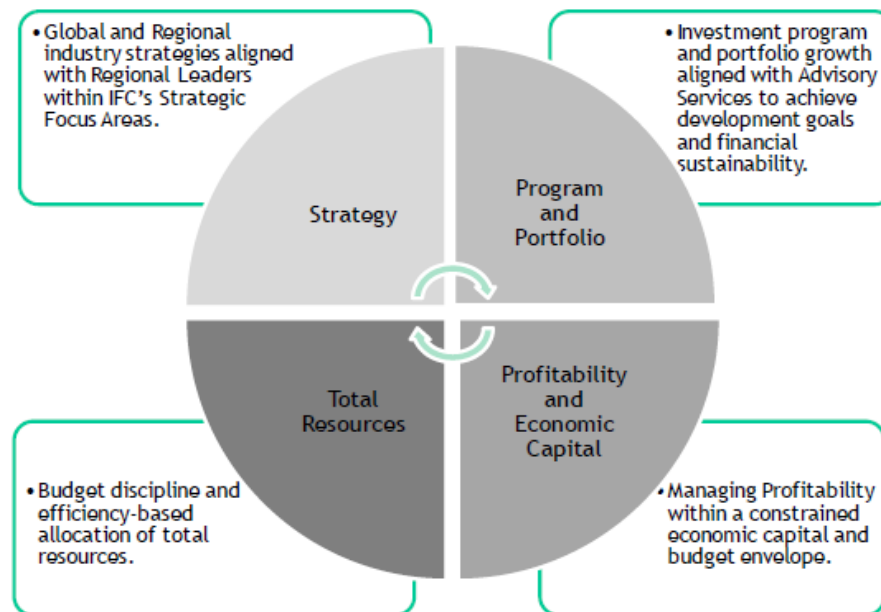 •Global and Regional
industry strategies aligned
with Regional Leaders
within IFC's Strategic
Focus Areas.
•Investment program
and portfolio growth
aligned with Advisory
Services to achieve
development goals
and financial
sustainability.
Strategy
Program
and
Portfolio
Total
Resources
Profitability
and
Economic
Capital
•Budget discipline and
efficiency-based
allocation of total
resources.
•Managing Profitability
within a constrained
economic capital and
budget envelope.